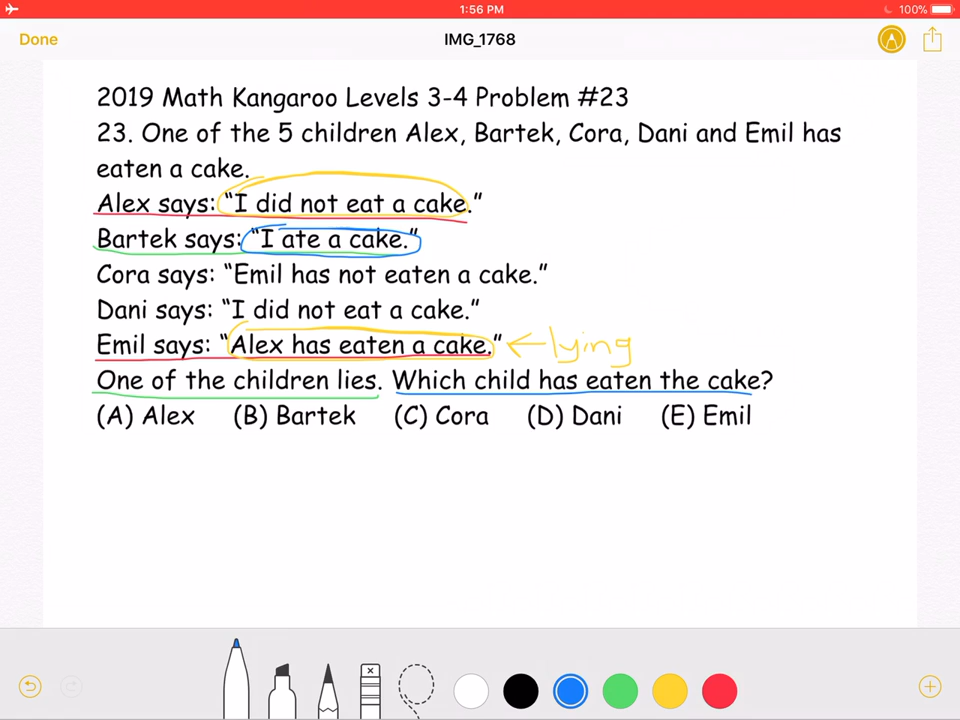 1:56 PM 100%
Done IMG_1768
2019 Math Kangaroo Levels 3-4 Problem #23
23. One of the 5 children Alex, Bartek, Cora, Dani and Emil has
eaten a cake.
Alex says: “I did not eat a cake.”
Bartek says: “I ate a cake.”
Cora says: “Emil has not eaten a cake.”
Dani says: “I did not eat a cake.”
Emil says: “Alex has eaten a cake.” ← lying
One of the children lies. Which child has eaten the cake?
(A) Alex (B) Bartek (C) Cora (D) Dani (E) Emil